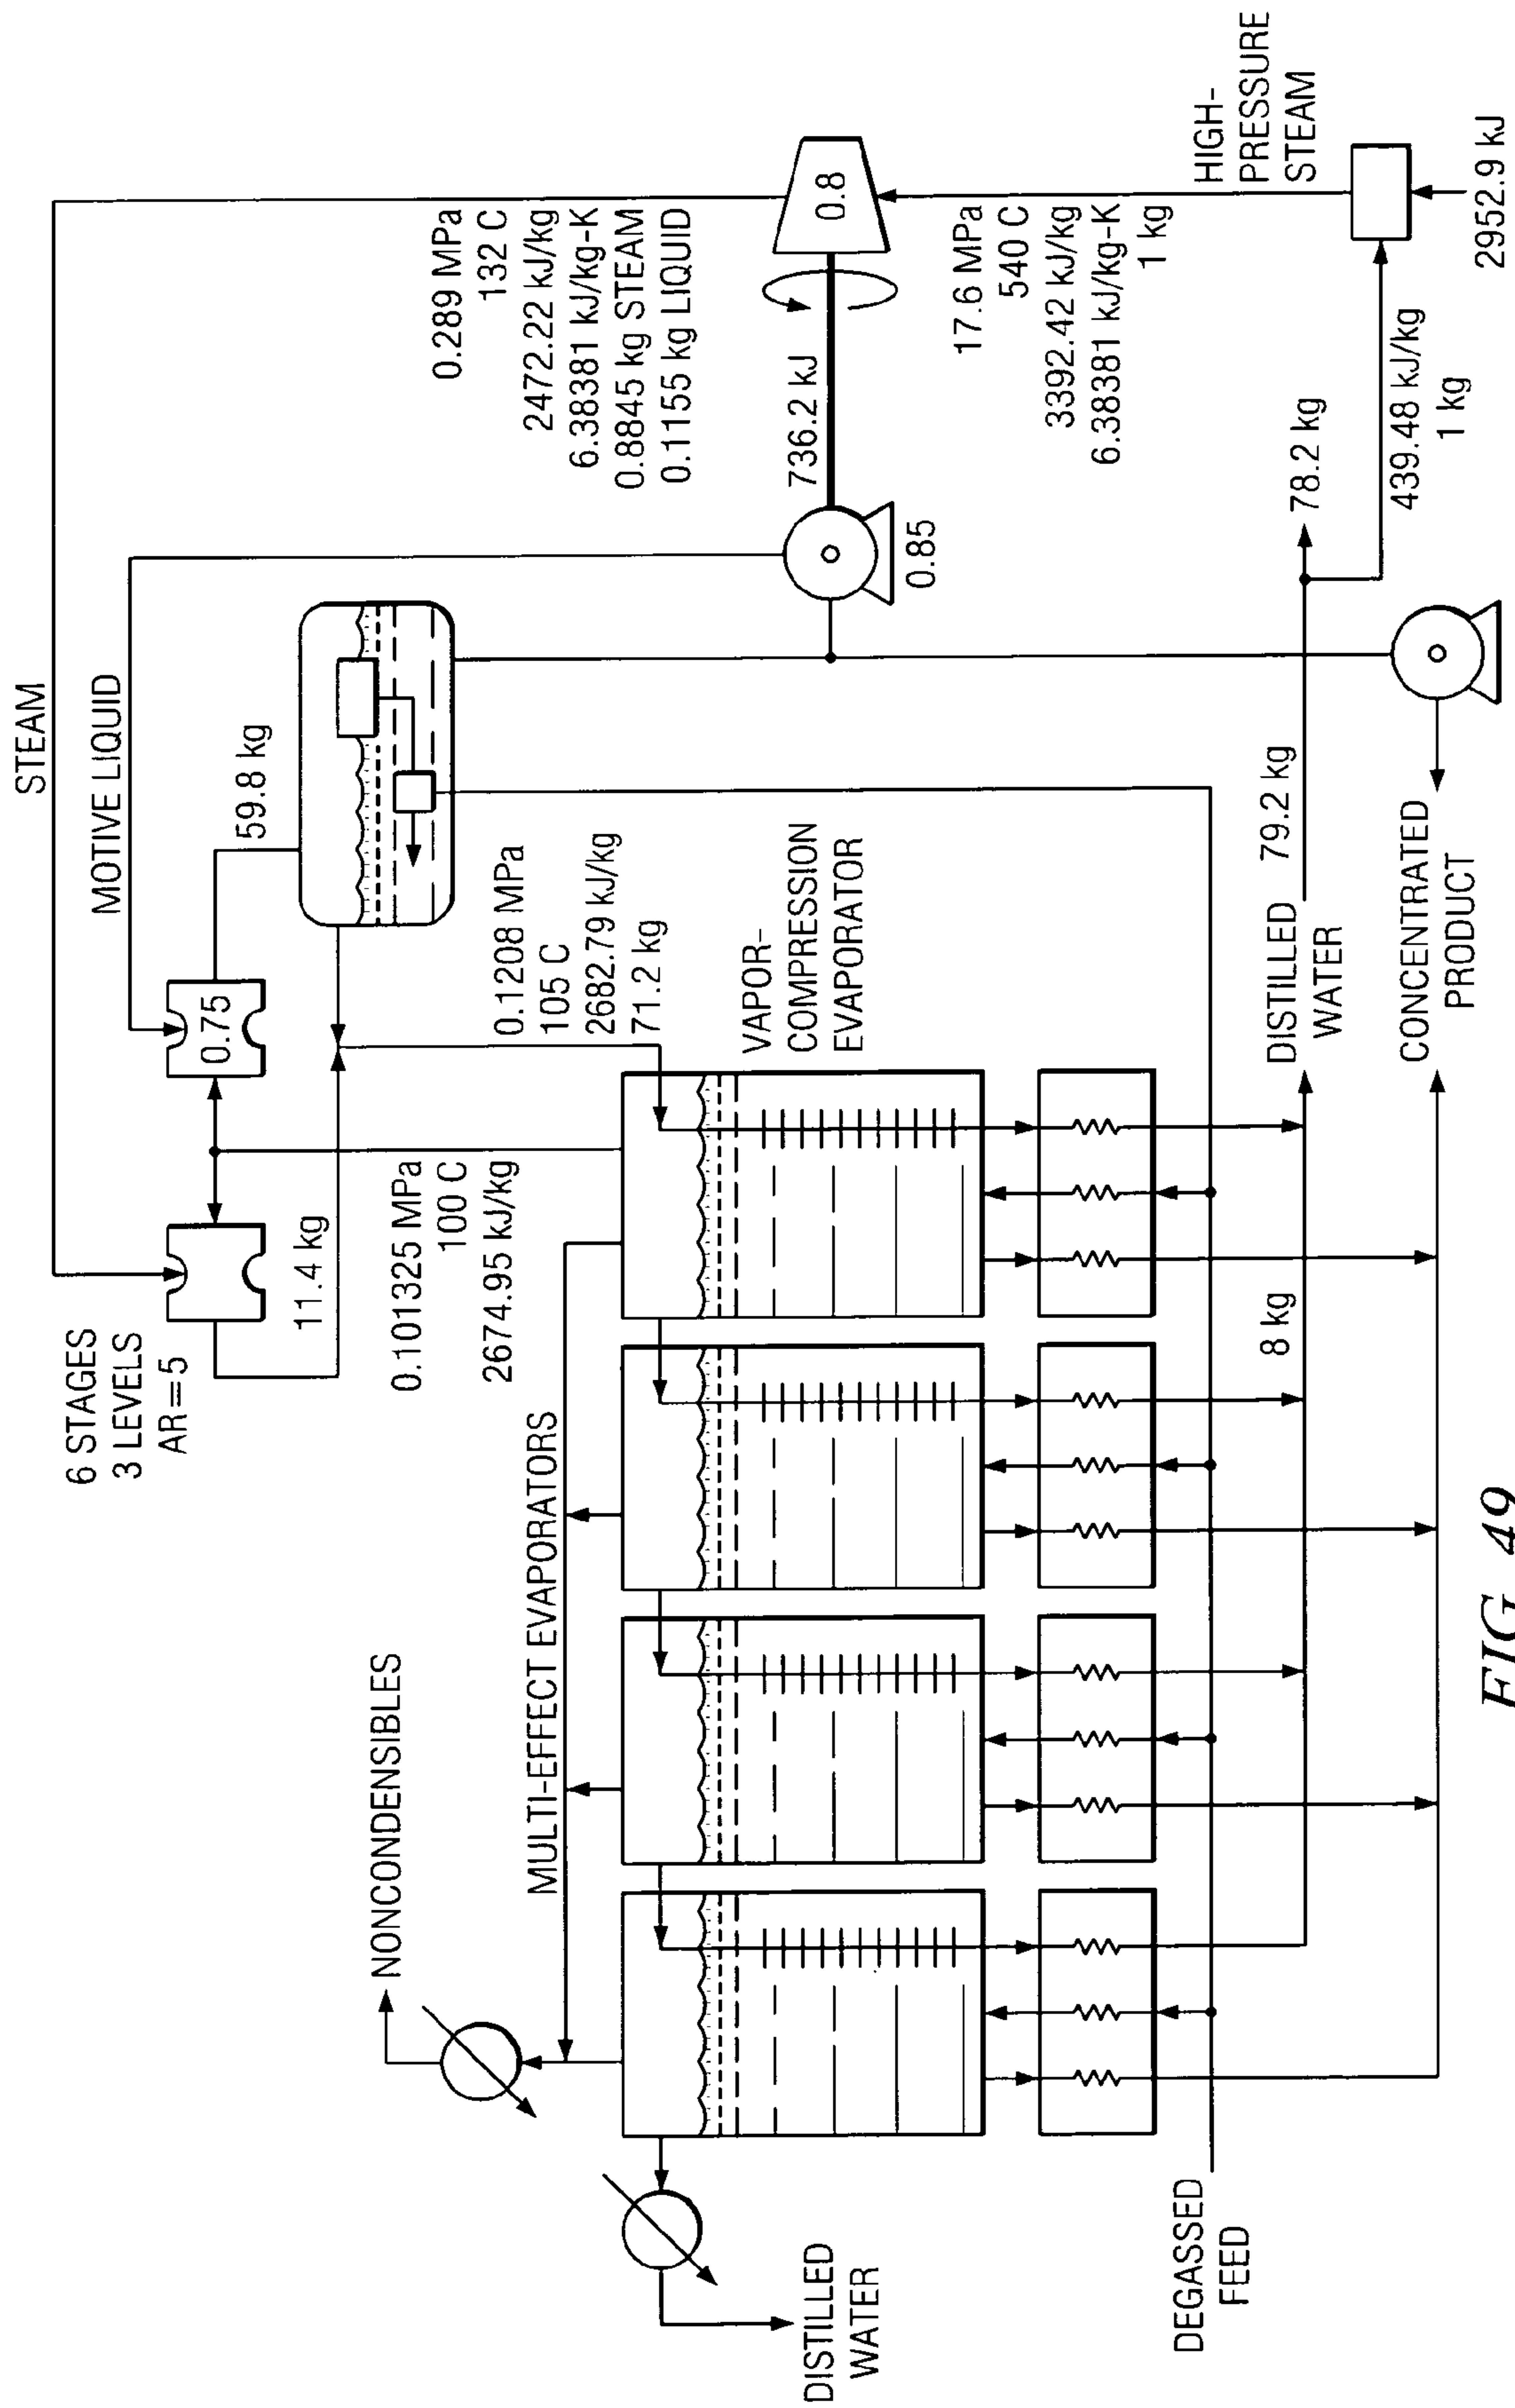 6 STAGES
3 LEVELS
AR=5
STEAM
MOTIVE LIQUID
0.75
59.8 kg
11.4 kg
0.101325 MPa
100 C
2674.95 kJ/kg
0.1208 MPa
105 C
2682.79 kJ/kg
71.2 kg
VAPOR-
COMPRESSION
EVAPORATOR
0.289 MPa
132 C
2472.22 kJ/kg
6.38381 kJ/kg-K
0.8845 kg STEAM
0.1155 kg LIQUID
0.8
736.2 kJ
0.85
17.6 MPa
540 C
3392.42 kJ/kg
6.38381 kJ/kg-K
1 kg
HIGH-
PRESSURE
STEAM
2952.9 kJ
439.48 kJ/kg
1 kg
78.2 kg
79.2 kg
DISTILLED
WATER
CONCENTRATED
PRODUCT
8 kg
NONCONDENSIBLES
MULTI-EFFECT EVAPORATORS
DISTILLED
WATER
DEGASSED
FEED
FIG. 49